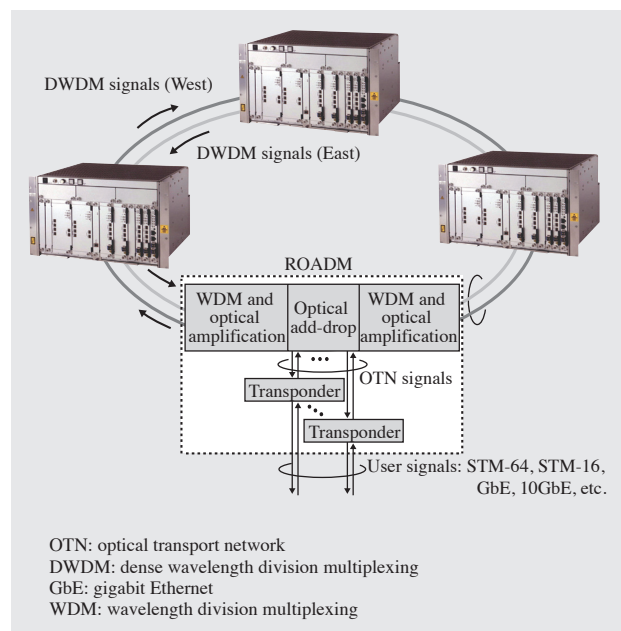 DWDM signals (West)
DWDM signals (East)
ROADM
WDM and
optical
amplification
Optical
add-drop
WDM and
optical
amplification
OTN signals
Transponder
Transponder
User signals: STM-64, STM-16,
GbE, 10GbE, etc.
OTN: optical transport network
DWDM: dense wavelength division multiplexing
GbE: gigabit Ethernet
WDM: wavelength division multiplexing